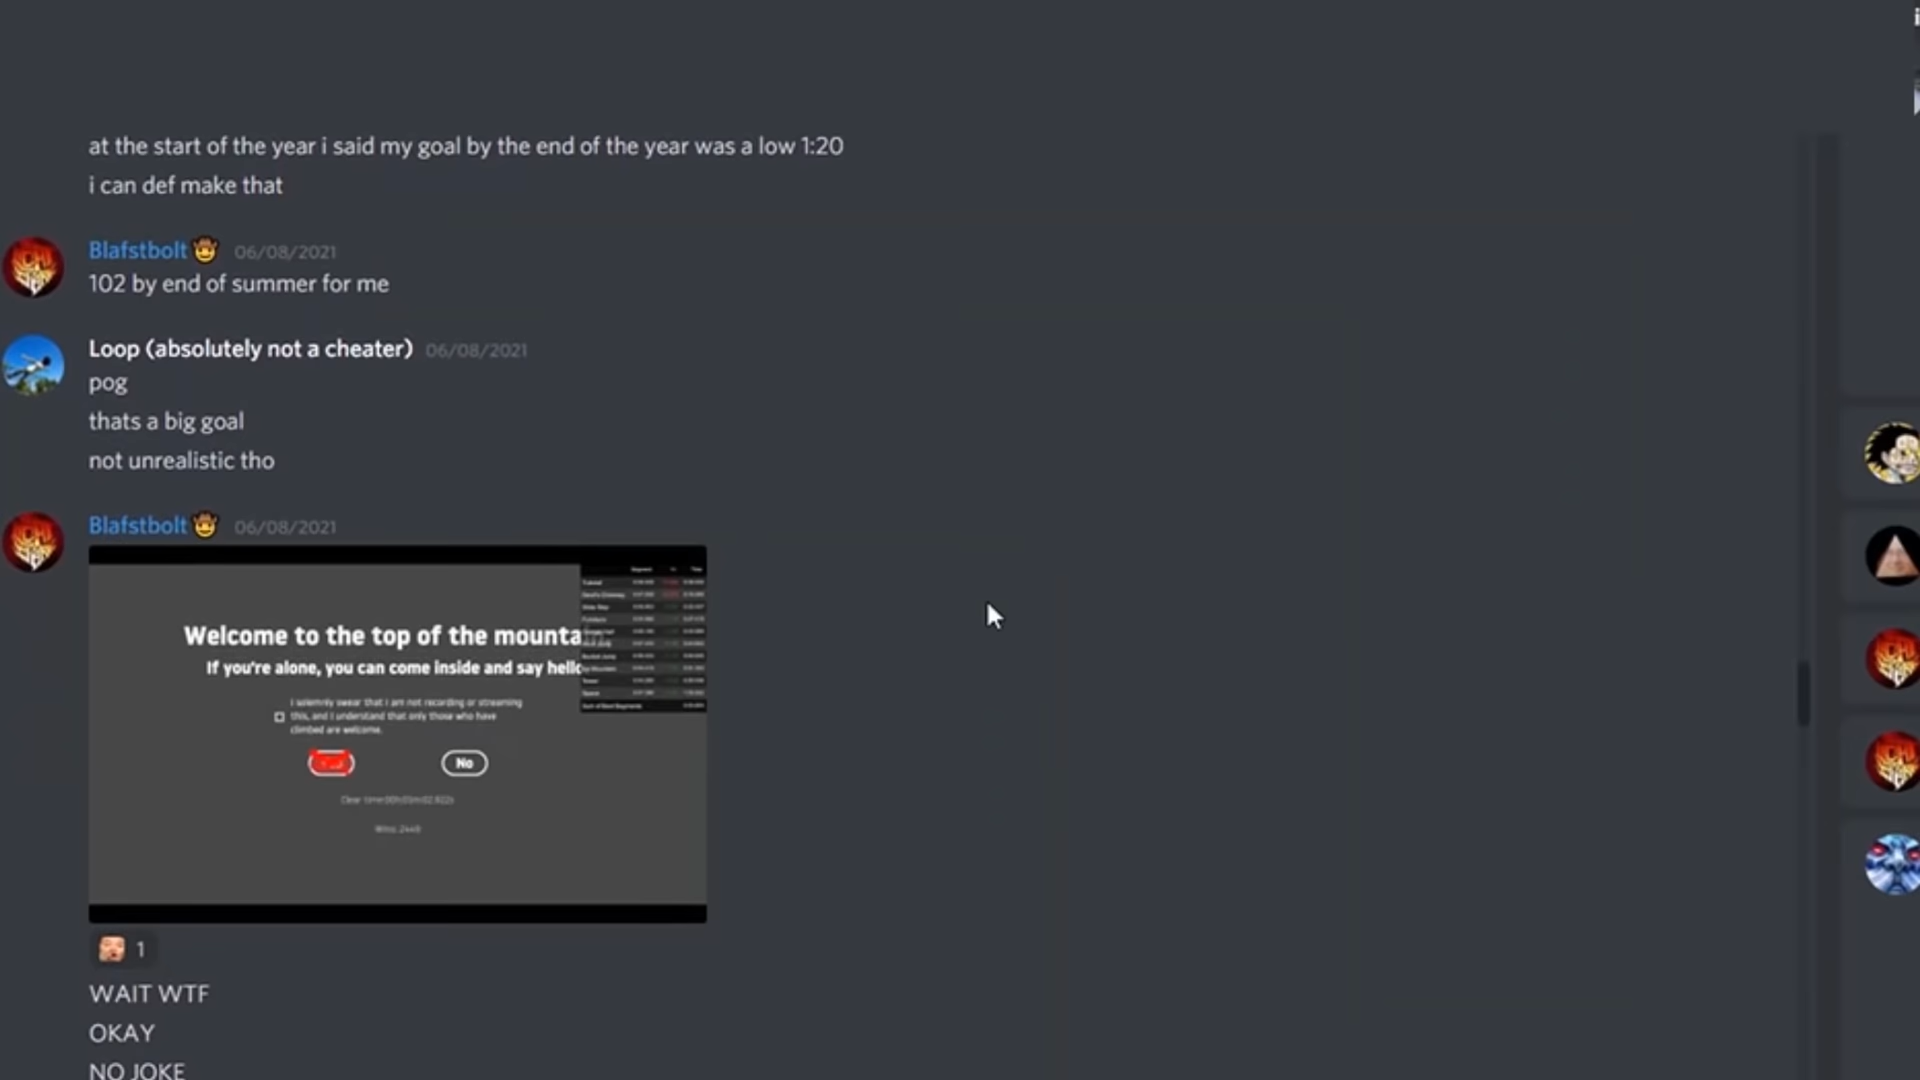 at the start of the year i said my goal by the end of the year was a low 1:20
i can def make that
Blafstbolt🤠 06/08/2021
102 by end of summer for me
Loop (absolutely not a cheater) 06/08/2021
pog
thats a big goal
not unrealistic tho
Blafstbolt🤠 06/08/2021
Welcome to the top of the mounta
If you're alone, you can come inside and say hello
I solemnly swear that I am not recording or streaming
this, and I understand that only those who have
climbed are welcome.
No
1
WAIT WTF
OKAY
NO JOKE